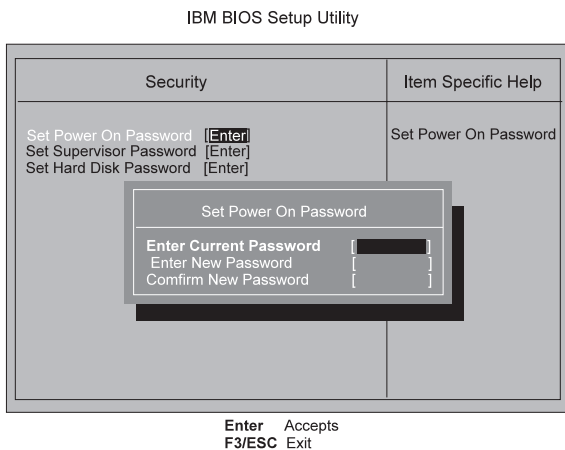 IBM BIOS Setup Utility
Security
Item Specific Help
Set Power On Password [Enter]
Set Supervisor Password [Enter]
Set Hard Disk Password [Enter]
Set Power On Password
Set Power On Password
Enter Current Password [ ]
Enter New Password [ ]
Comfirm New Password [ ]
Enter Accepts
F3/ESC Exit